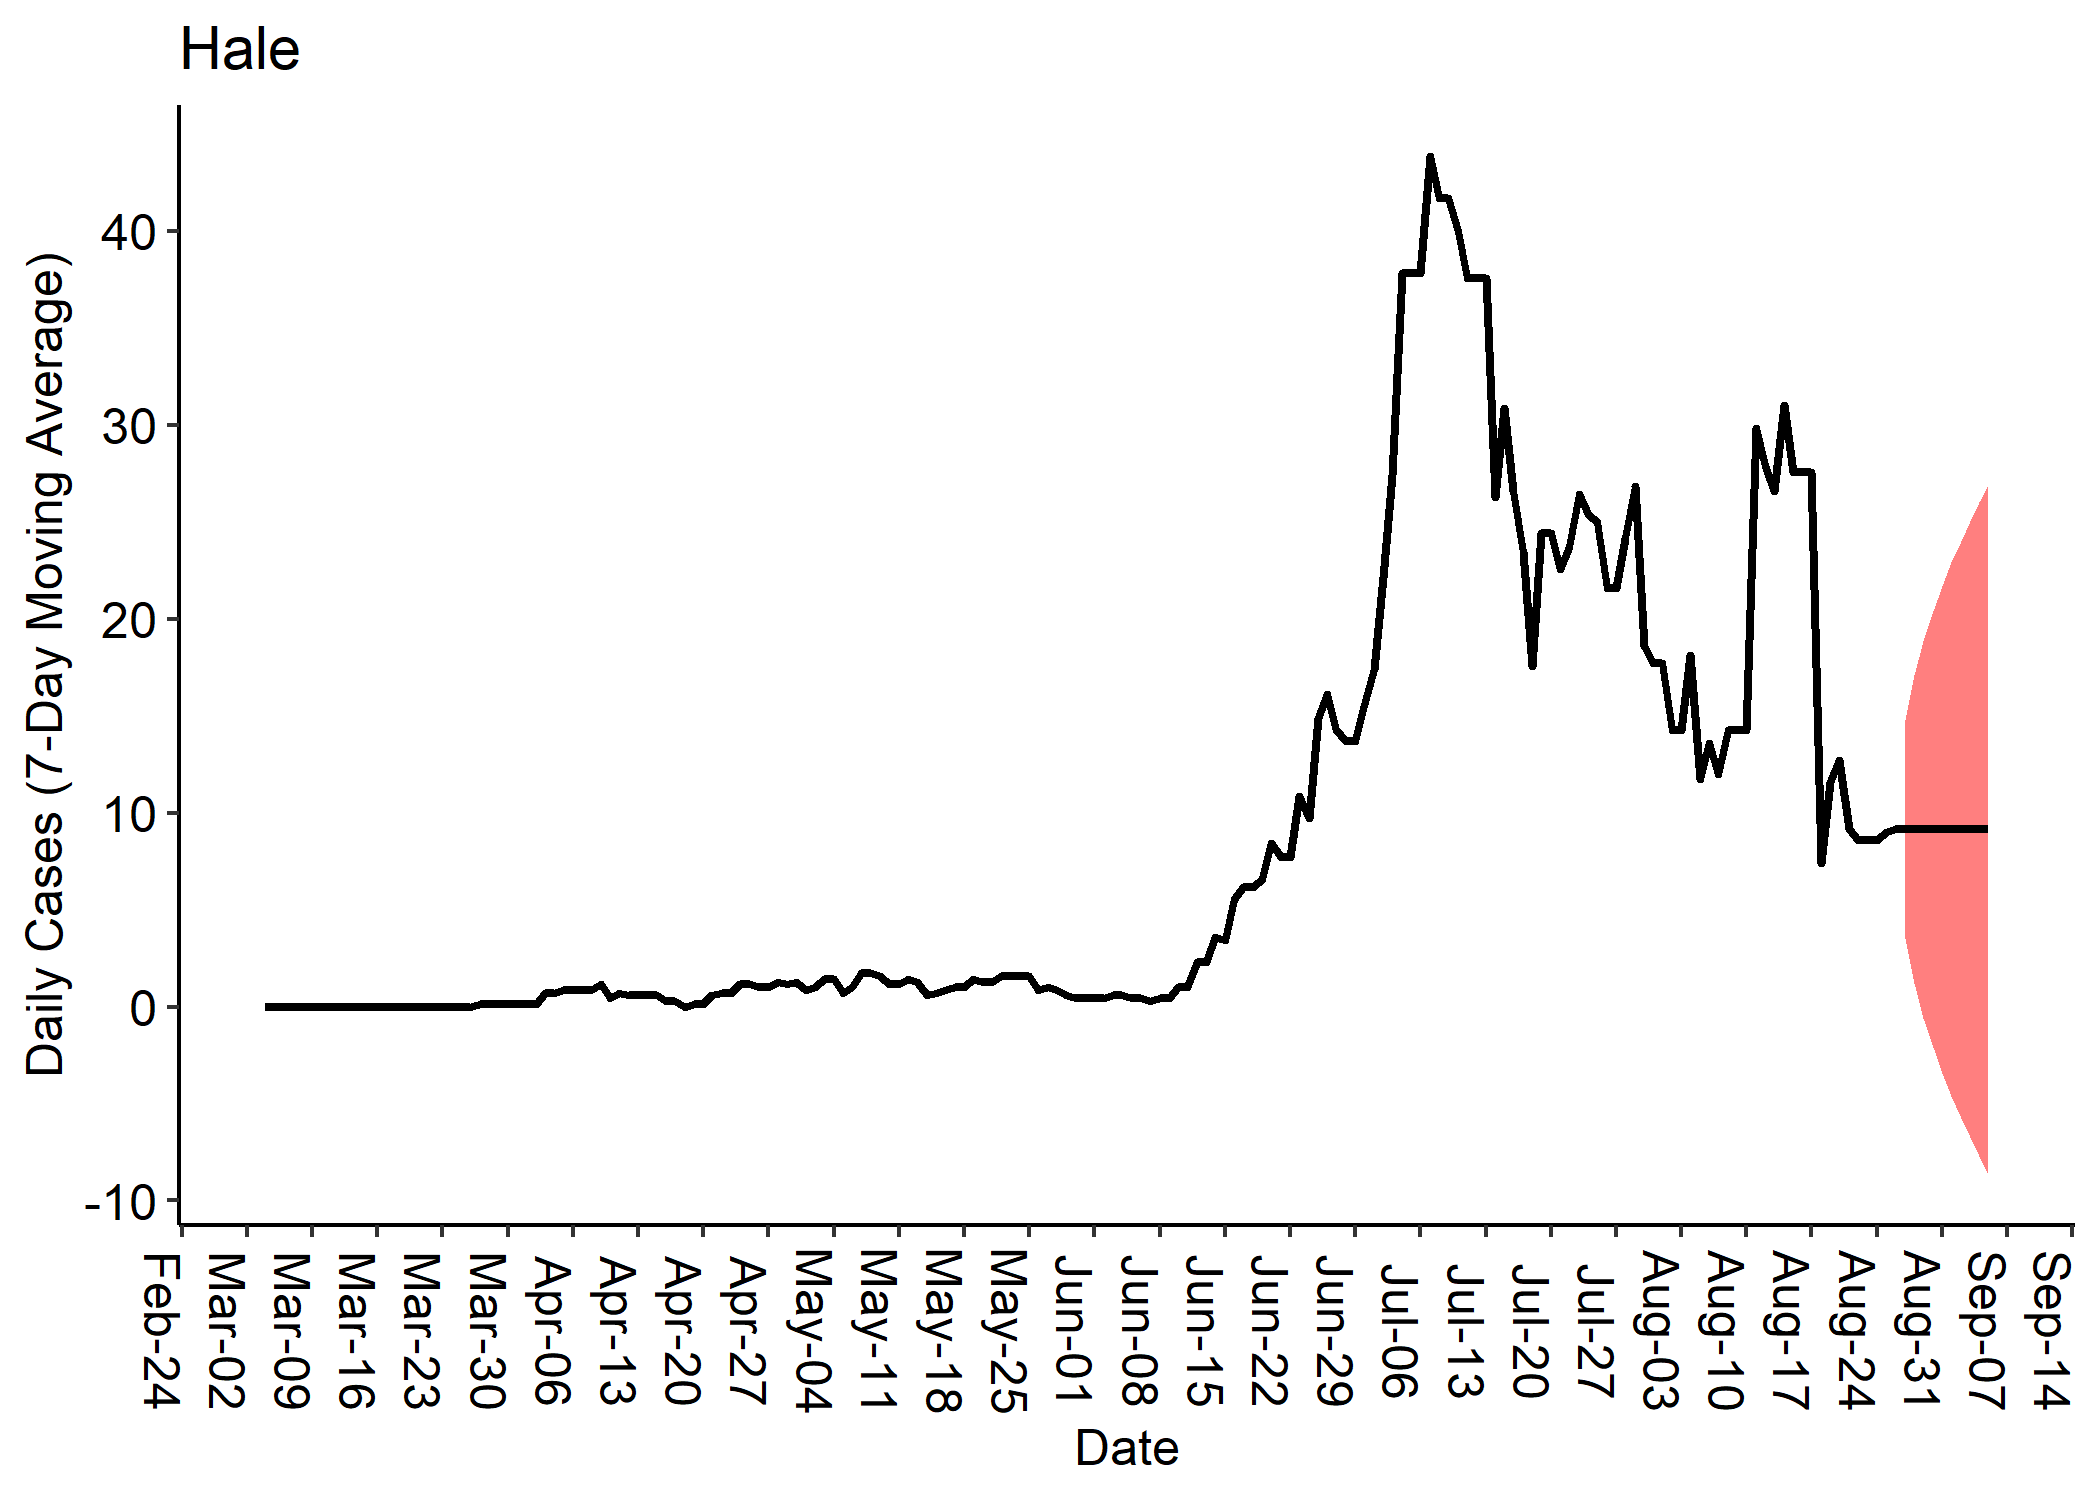 Hale
Daily Cases (7-Day Moving Average)
40
30
20
10
0
-10
Feb-24
Mar-02
Mar-09
Mar-16
Mar-23
Mar-30
Apr-06
Apr-13
Apr-20
Apr-27
May-04
May-11
May-18
May-25
Jun-01
Jun-08
Jun-15
Jun-22
Jun-29
Jul-06
Jul-13
Jul-20
Jul-27
Aug-03
Aug-10
Aug-17
Aug-24
Aug-31
Sep-07
Sep-14
Date